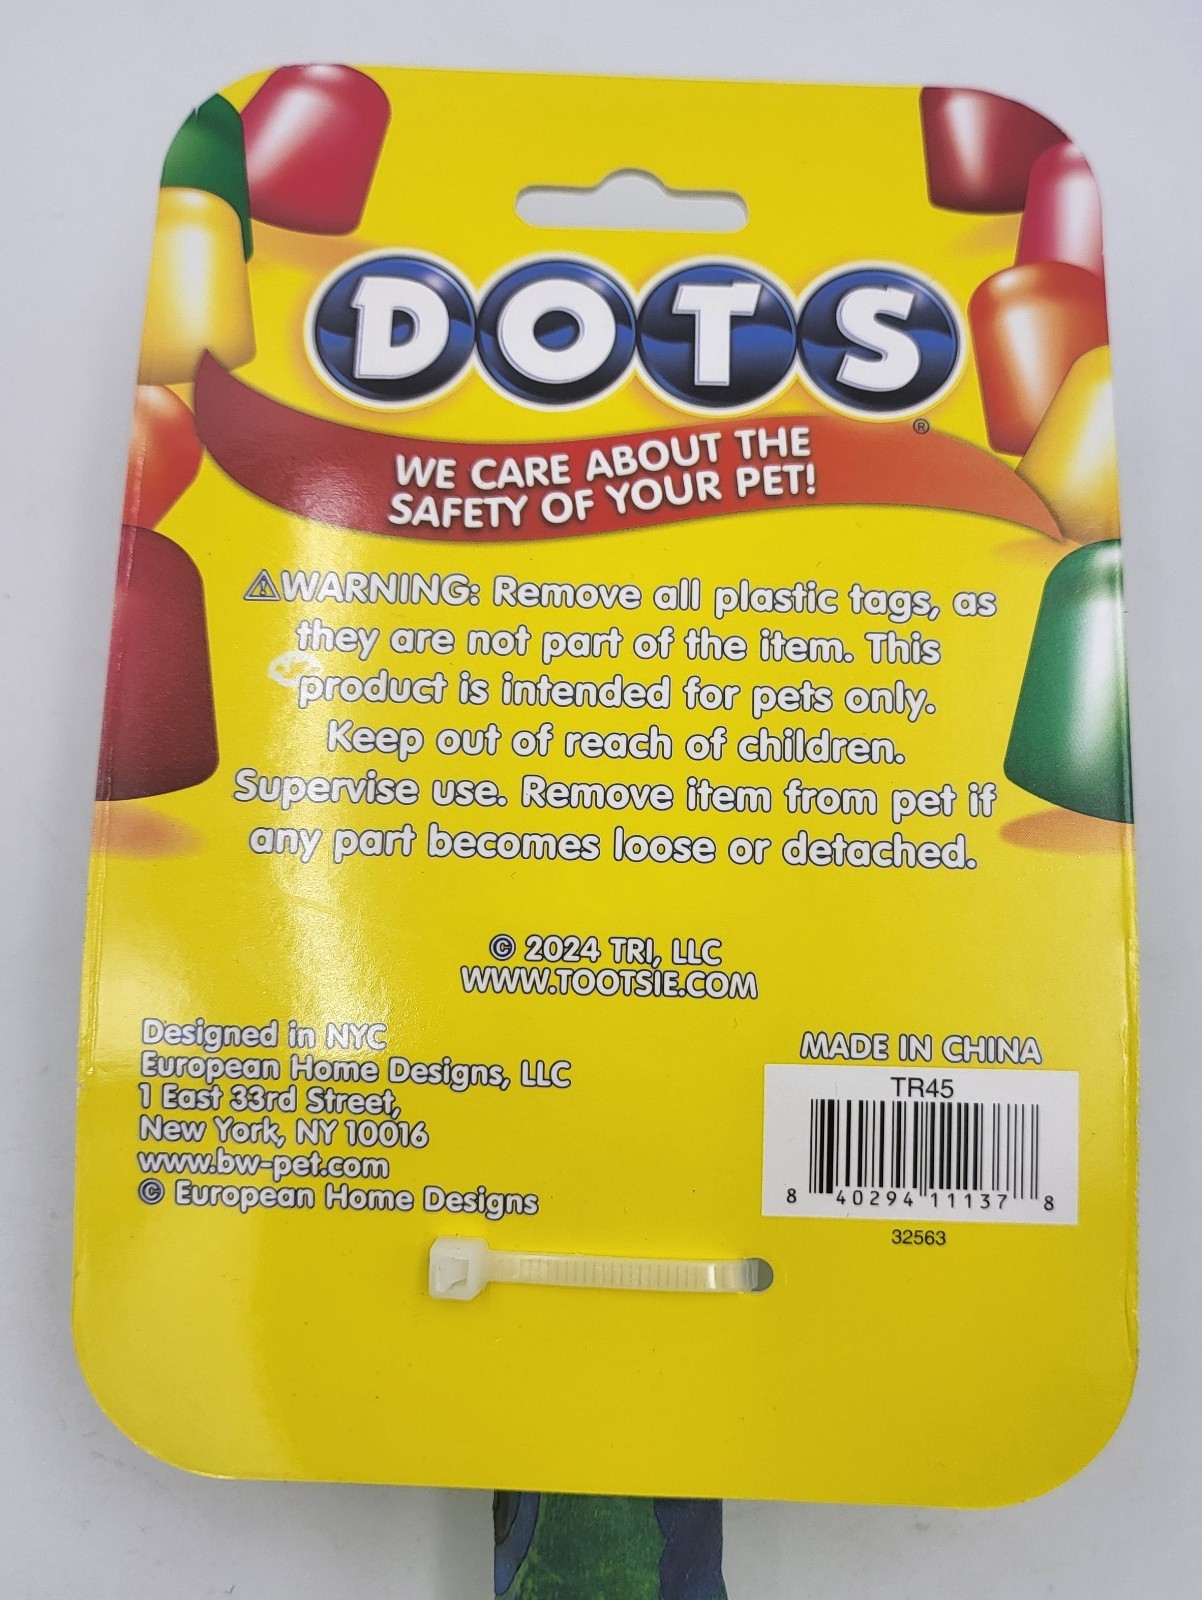 DOTS®
WE CARE ABOUT THE
SAFETY OF YOUR PET!
⚠WARNING: Remove all plastic tags, as
they are not part of the item. This
product is intended for pets only.
Keep out of reach of children.
Supervise use. Remove item from pet if
any part becomes loose or detached.
© 2024 TRI, LLC
WWW.TOOTSIE.COM
Designed in NYC
European Home Designs, LLC
1 East 33rd Street,
New York, NY 10016
www.bw-pet.com
© European Home Designs
MADE IN CHINA
TR45
8 40294 11137 8
32563